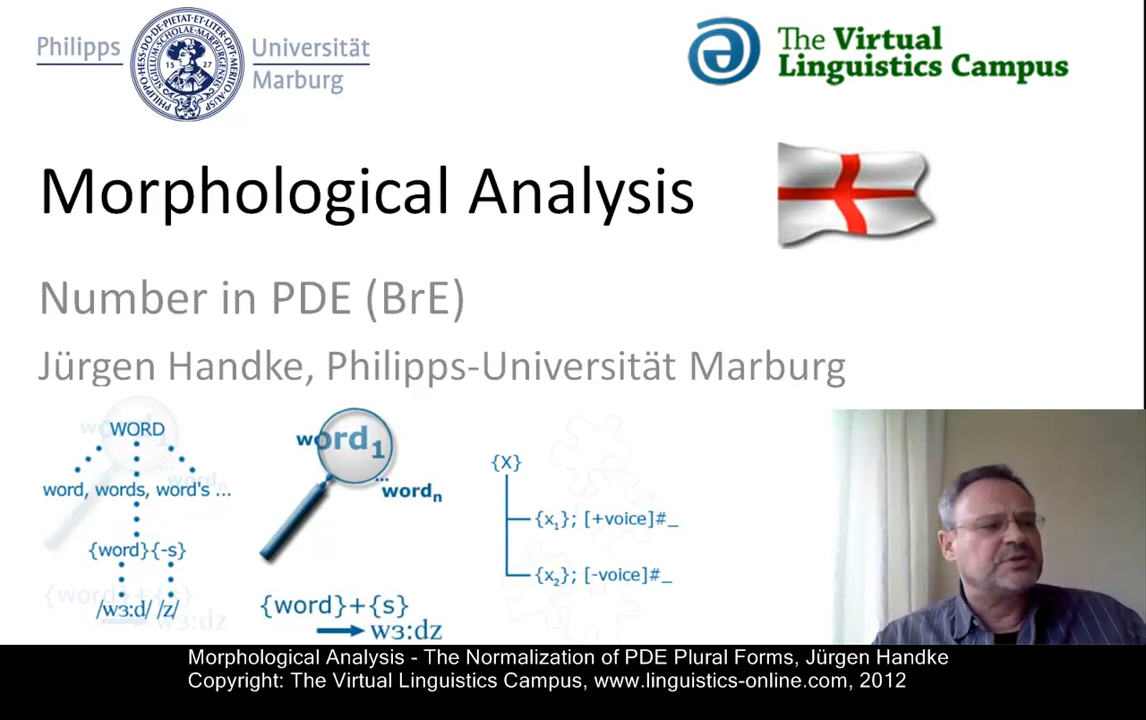 Philipps
Universität
Marburg
15 27
The Virtual
Linguistics Campus
Morphological Analysis
Number in PDE (BrE)
Jürgen Handke, Philipps-Universität Marburg
WORD
word, words, word's ...
{word}{-s}
/wɜ:d/ /z/
word₁
...
wordₙ
{word}+{s}
wɜ:dz
{X}
{x₁}; [+voice]#_
{x₂}; [-voice]#_
Morphological Analysis - The Normalization of PDE Plural Forms, Jürgen Handke
Copyright: The Virtual Linguistics Campus, www.linguistics-online.com, 2012